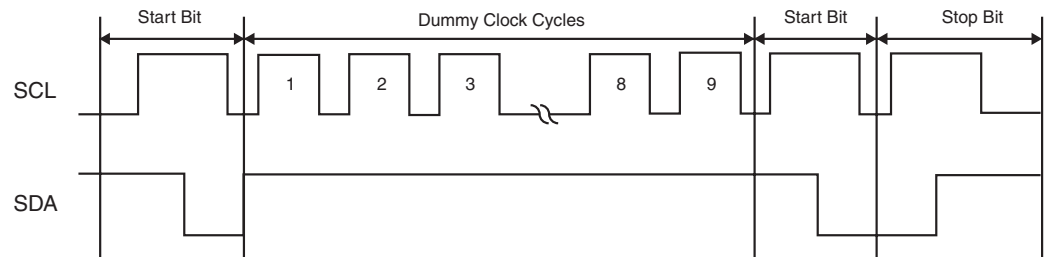 Start Bit Dummy Clock Cycles Start Bit Stop Bit
SCL 1 2 3 8 9
SDA